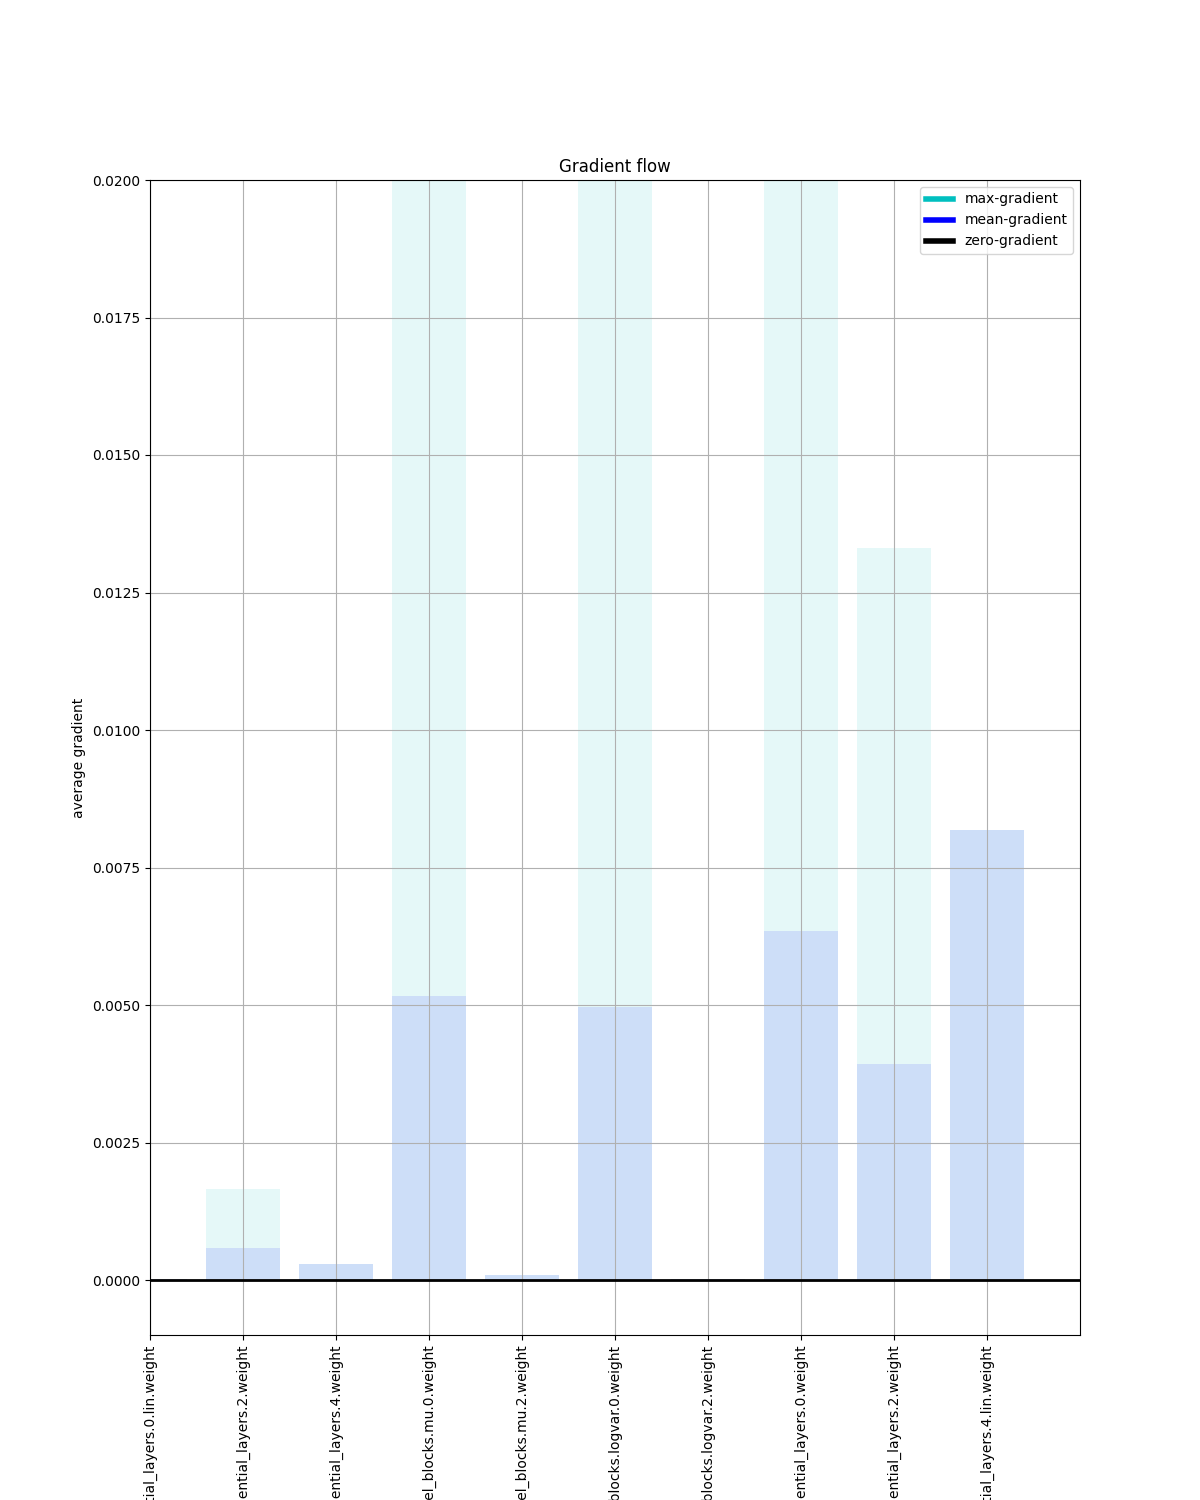 Gradient flow
max-gradient
mean-gradient
zero-gradient
average gradient
0.0200
0.0175
0.0150
0.0125
0.0100
0.0075
0.0050
0.0025
0.0000
tial_layers.0.lin.weight
ential_layers.2.weight
ential_layers.4.weight
el_blocks.mu.0.weight
el_blocks.mu.2.weight
blocks.logvar.0.weight
blocks.logvar.2.weight
ential_layers.0.weight
ential_layers.2.weight
tial_layers.4.lin.weight